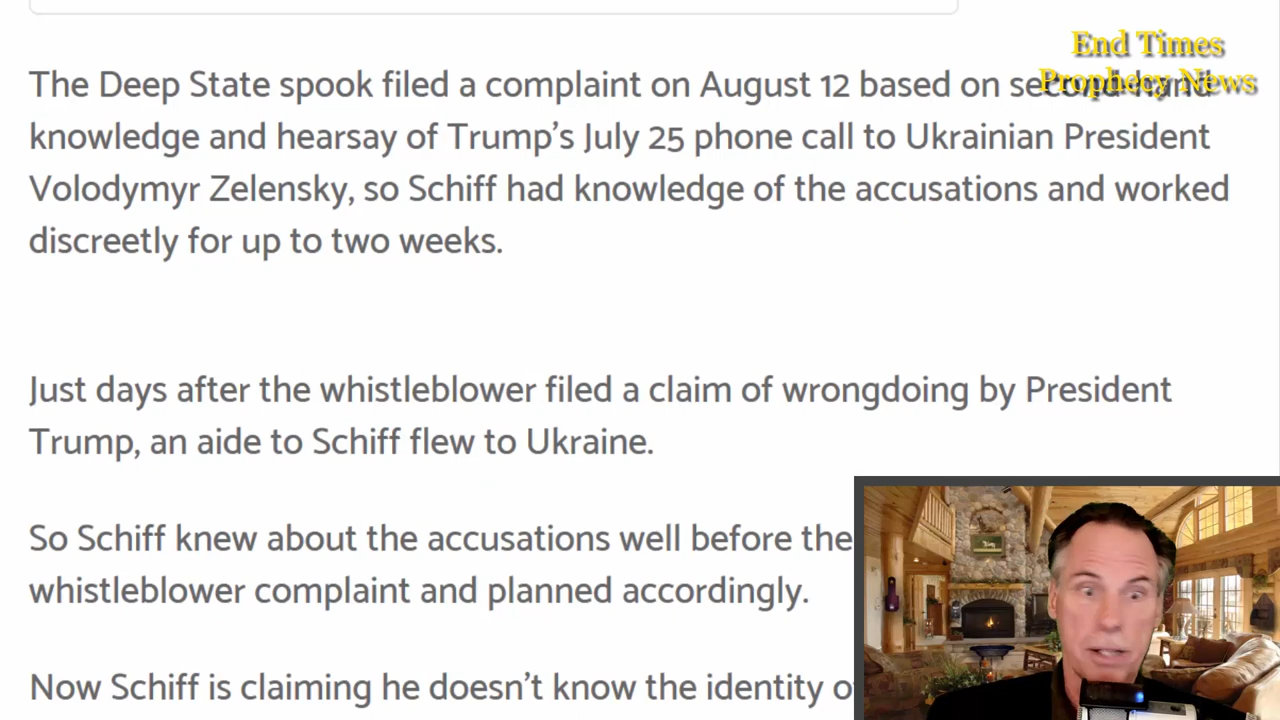 End Times
Prophecy News
The Deep State spook filed a complaint on August 12 based on second-hand
knowledge and hearsay of Trump's July 25 phone call to Ukrainian President
Volodymyr Zelensky, so Schiff had knowledge of the accusations and worked
discreetly for up to two weeks.
Just days after the whistleblower filed a claim of wrongdoing by President
Trump, an aide to Schiff flew to Ukraine.
So Schiff knew about the accusations well before the
whistleblower complaint and planned accordingly.
Now Schiff is claiming he doesn't know the identity